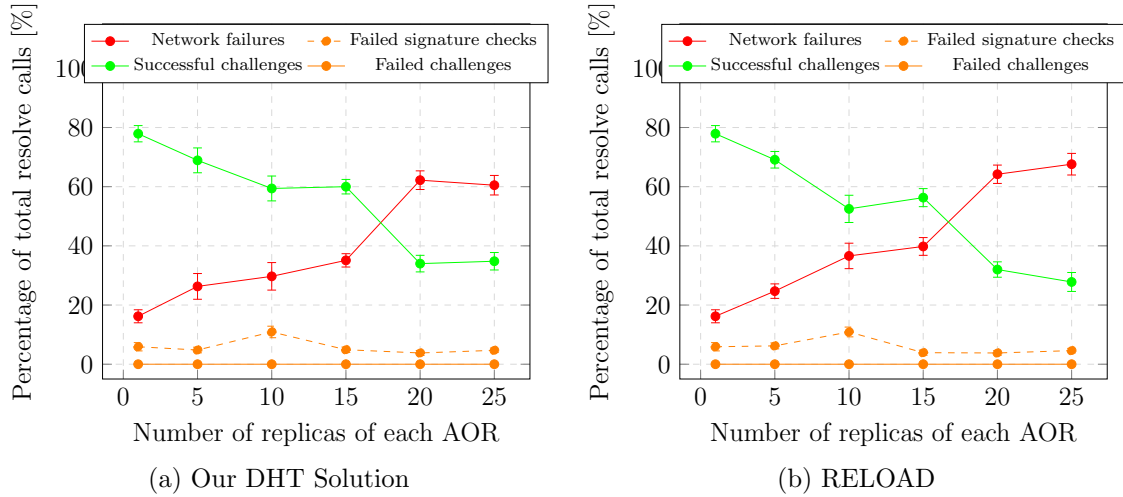 Network failures
Failed signature checks
Successful challenges
Failed challenges
Percentage of total resolve calls [%]
100
80
60
40
20
0
0 5 10 15 20 25
Number of replicas of each AOR
(a) Our DHT Solution
Network failures
Failed signature checks
Successful challenges
Failed challenges
Percentage of total resolve calls [%]
100
80
60
40
20
0
0 5 10 15 20 25
Number of replicas of each AOR
(b) RELOAD